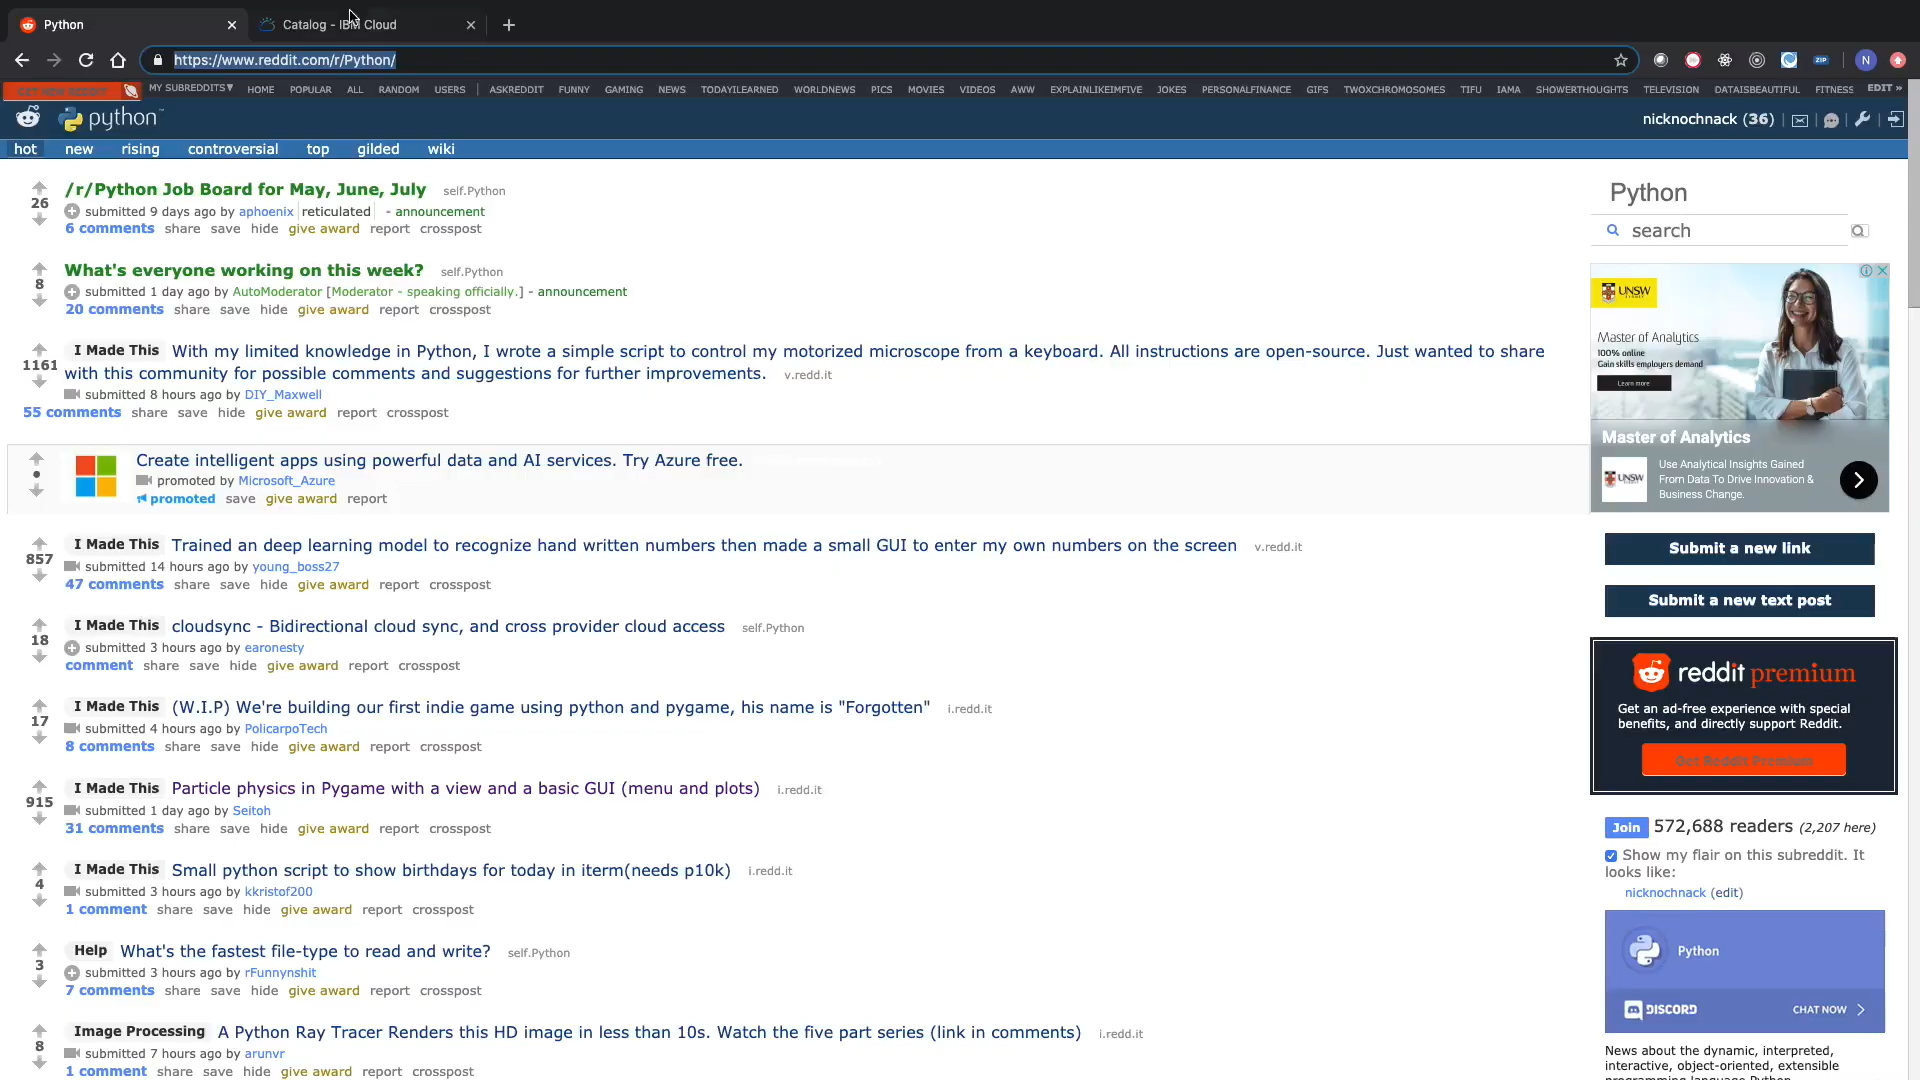 Python
Catalog - IBM Cloud
https://www.reddit.com/r/Python/
N
ZIP
GET NEW REDDIT
MY SUBREDDITS▼ HOME POPULAR ALL RANDOM USERS | ASKREDDIT FUNNY GAMING NEWS TODAYILEARNED WORLDNEWS PICS MOVIES VIDEOS AWW EXPLAINLIKEIMFIVE JOKES PERSONALFINANCE GIFS TWOXCHROMOSOMES TIFU IAMA SHOWERTHOUGHTS TELEVISION DATAISBEAUTIFUL FITNESS EDIT »
python™
nicknochnack (36)
hot new rising controversial top gilded wiki
/r/Python Job Board for May, June, July self.Python
26
submitted 9 days ago by aphoenix reticulated - announcement
6 comments share save hide give award report crosspost
What's everyone working on this week? self.Python
8
submitted 1 day ago by AutoModerator [Moderator - speaking officially.] - announcement
20 comments share save hide give award report crosspost
I Made This With my limited knowledge in Python, I wrote a simple script to control my motorized microscope from a keyboard. All instructions are open-source. Just wanted to share
1161
with this community for possible comments and suggestions for further improvements. v.redd.it
submitted 8 hours ago by DIY_Maxwell
55 comments share save hide give award report crosspost
Create intelligent apps using powerful data and AI services. Try Azure free.
promoted by Microsoft_Azure
promoted save give award report
I Made This Trained an deep learning model to recognize hand written numbers then made a small GUI to enter my own numbers on the screen v.redd.it
857
submitted 14 hours ago by young_boss27
47 comments share save hide give award report crosspost
I Made This cloudsync - Bidirectional cloud sync, and cross provider cloud access self.Python
18
submitted 3 hours ago by earonesty
comment share save hide give award report crosspost
I Made This (W.I.P) We're building our first indie game using python and pygame, his name is "Forgotten" i.redd.it
17
submitted 4 hours ago by PolicarpoTech
8 comments share save hide give award report crosspost
I Made This Particle physics in Pygame with a view and a basic GUI (menu and plots) i.redd.it
915
submitted 1 day ago by Seitoh
31 comments share save hide give award report crosspost
I Made This Small python script to show birthdays for today in iterm(needs p10k) i.redd.it
4
submitted 3 hours ago by kkristof200
1 comment share save hide give award report crosspost
Help What's the fastest file-type to read and write? self.Python
3
submitted 3 hours ago by rFunnynshit
7 comments share save hide give award report crosspost
Image Processing A Python Ray Tracer Renders this HD image in less than 10s. Watch the five part series (link in comments) i.redd.it
8
submitted 7 hours ago by arunvr
1 comment share save hide give award report crosspost
Python
search
UNSW
Master of Analytics
100% online
Gain skills employers demand
Learn more
Master of Analytics
UNSW
Use Analytical Insights Gained
From Data To Drive Innovation &
Business Change.
Submit a new link
Submit a new text post
reddit premium
Get an ad-free experience with special
benefits, and directly support Reddit.
Get Reddit Premium
Join 572,688 readers (2,207 here)
Show my flair on this subreddit. It
looks like:
nicknochnack (edit)
Python
DISCORD CHAT NOW
News about the dynamic, interpreted,
interactive, object-oriented, extensible
programming language Python